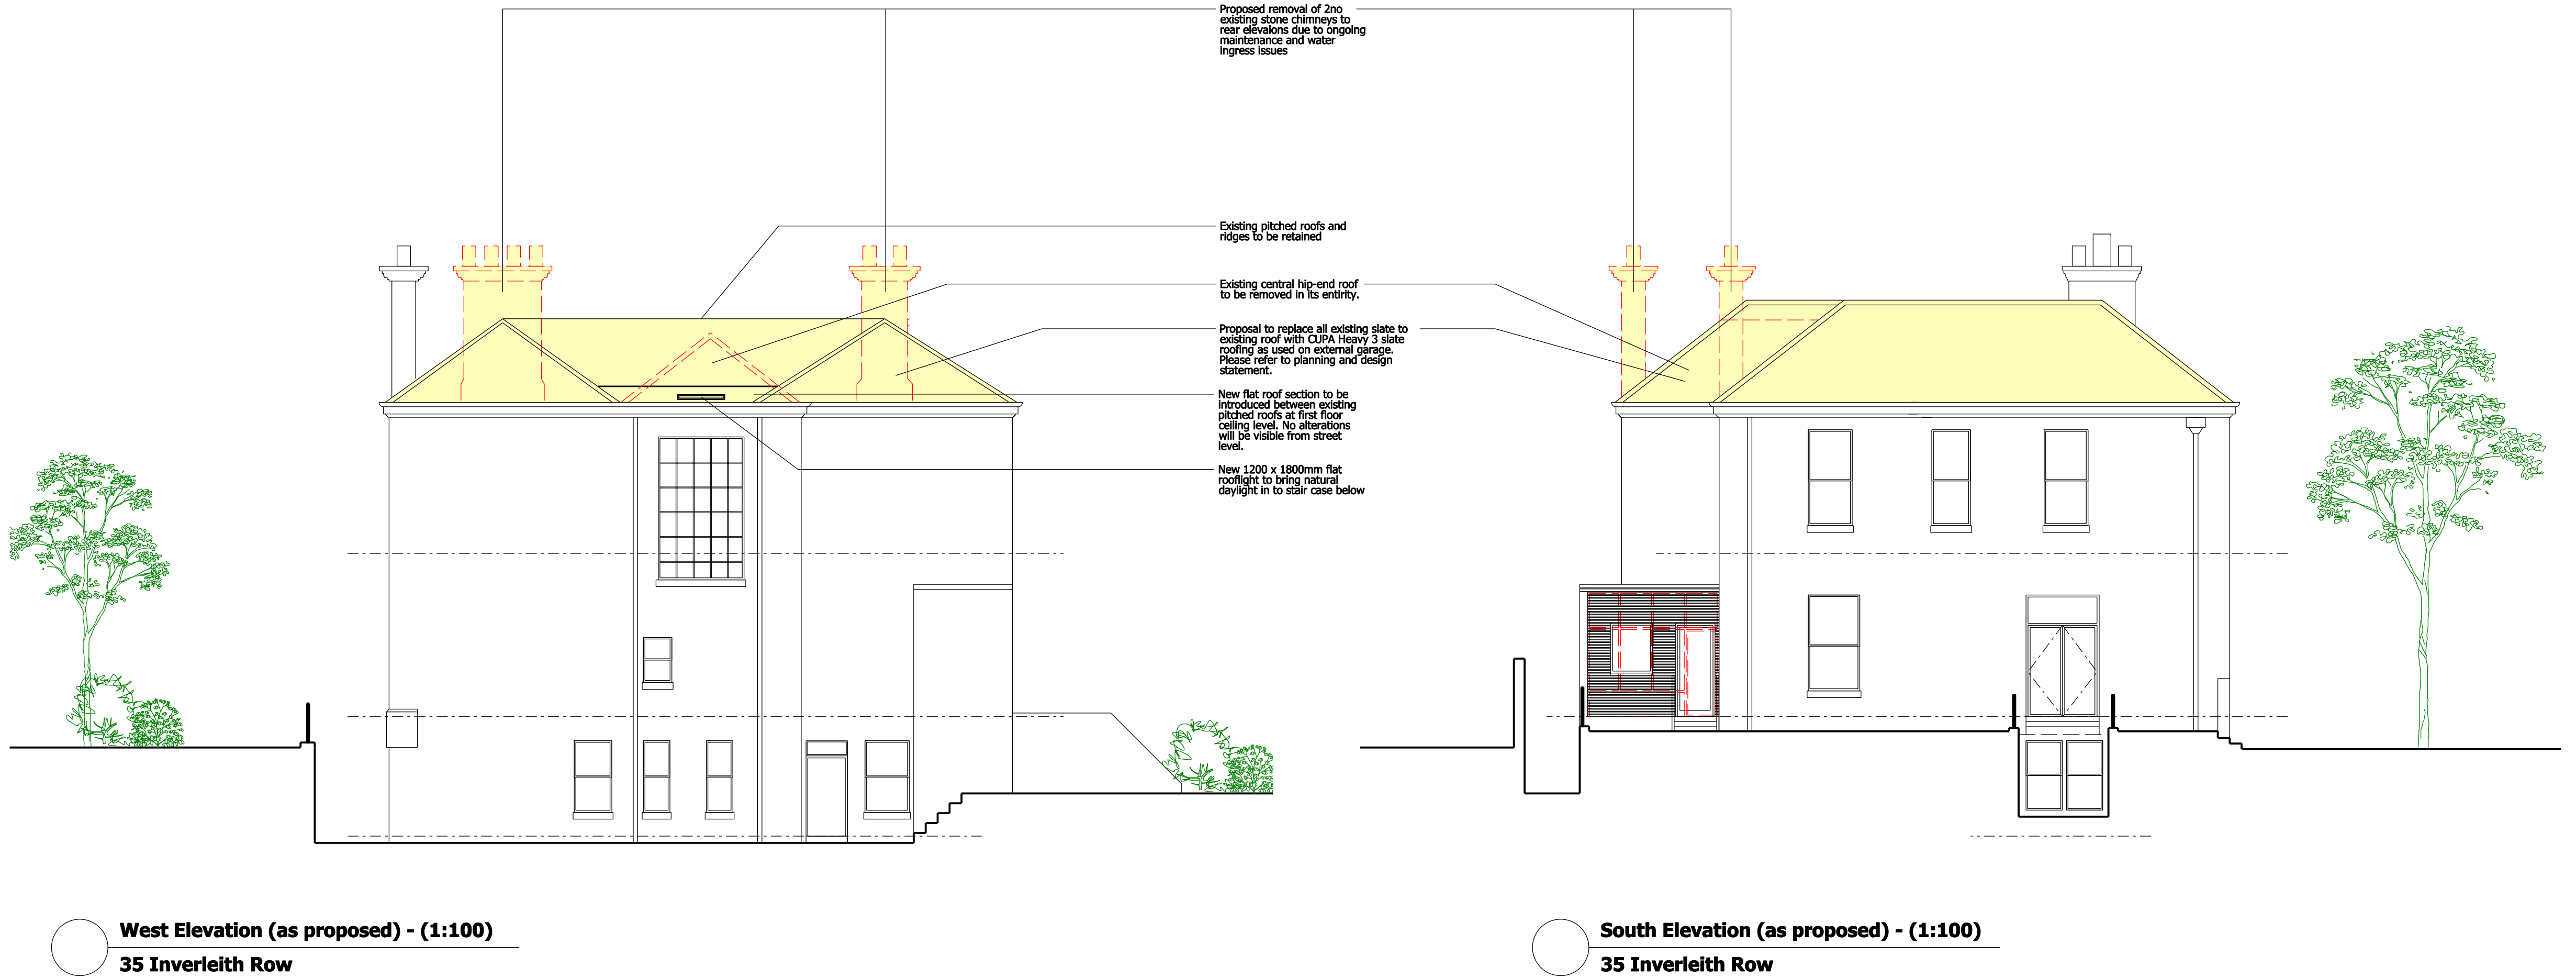 Proposed removal of 2no
existing stone chimneys to
rear elevaions due to ongoing
maintenance and water
ingress issues
Existing pitched roofs and
ridges to be retained
Existing central hip-end roof
to be removed in its entirity.
Proposal to replace all existing slate to
existing roof with CUPA Heavy 3 slate
roofing as used on external garage.
Please refer to planning and design
statement.
New flat roof section to be
introduced between existing
pitched roofs at first floor
ceiling level. No alterations
will be visible from street
level.
New 1200 x 1800mm flat
rooflight to bring natural
daylight in to stair case below
West Elevation (as proposed) - (1:100)
35 Inverleith Row
South Elevation (as proposed) - (1:100)
35 Inverleith Row